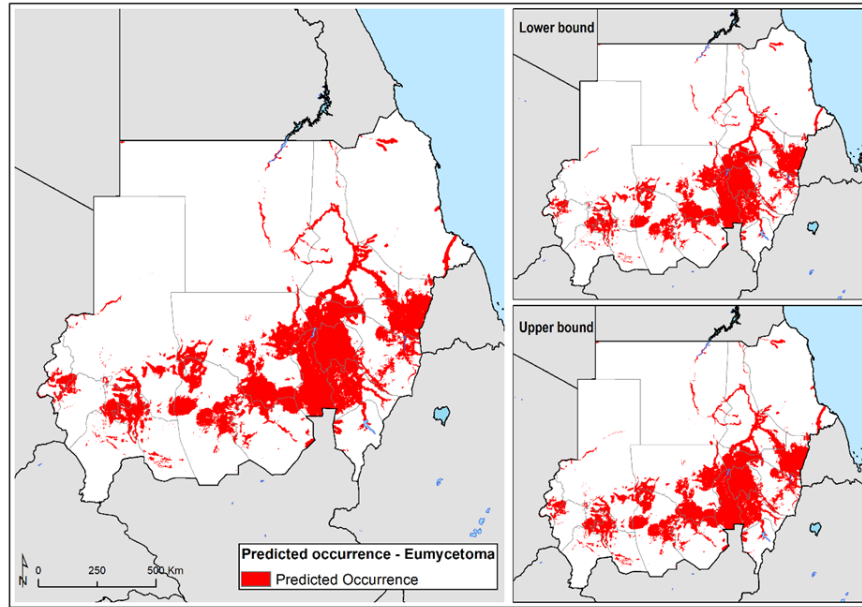 Lower bound
Upper bound
Predicted occurrence - Eumycetoma
Predicted Occurrence
N
0 250 500 Km